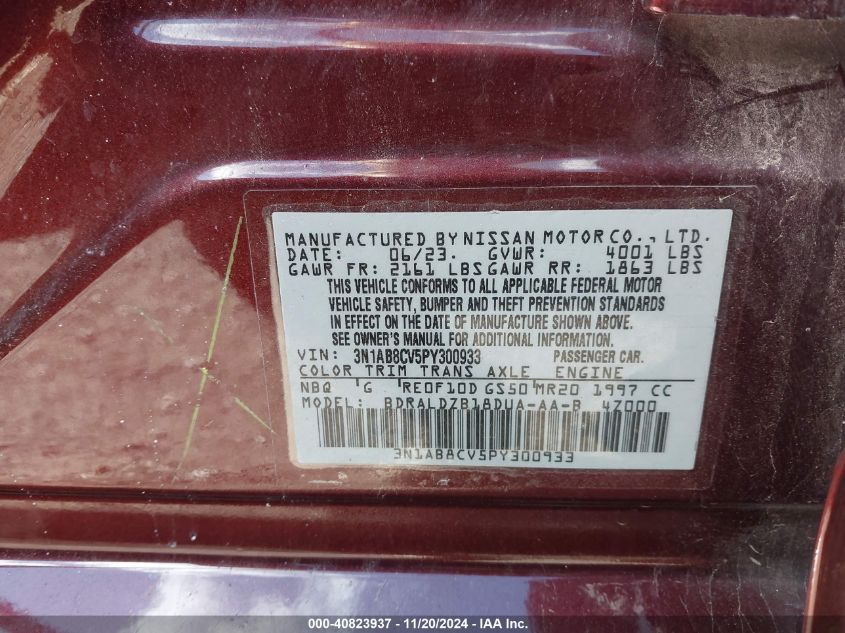 MANUFACTURED BY NISSAN MOTOR CO., LTD.
DATE: 06/23. GVWR: 4001 LBS
GAWR FR: 2161 LBS GAWR RR: 1863 LBS
THIS VEHICLE CONFORMS TO ALL APPLICABLE FEDERAL MOTOR
VEHICLE SAFETY, BUMPER AND THEFT PREVENTION STANDARDS
IN EFFECT ON THE DATE OF MANUFACTURE SHOWN ABOVE.
SEE OWNER'S MANUAL FOR ADDITIONAL INFORMATION
VIN: 3N1AB8CV5PY300933 PASSENGER CAR.
COLOR TRIM TRANS AXLE ENGINE
NBQ G RE0F10D GS50 MR20 1997 CC
MODEL: BDRALDZB18DUA-AA-B 4Z000
3N1AB8CV5PY300933
000-40823937 - 11/20/2024 - IAA Inc.